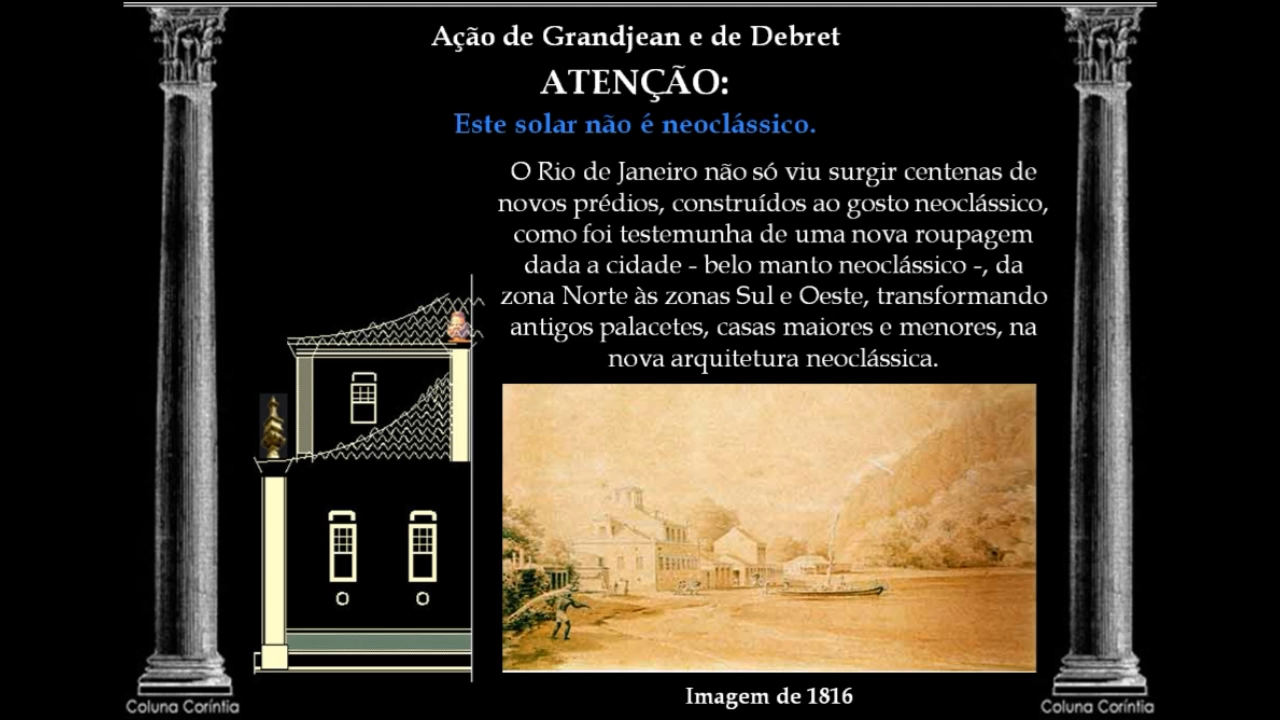 Ação de Grandjean e de Debret
ATENÇÃO:
Este solar não é neoclássico.
O Rio de Janeiro não só viu surgir centenas de
novos prédios, construídos ao gosto neoclássico,
como foi testemunha de uma nova roupagem
dada a cidade - belo manto neoclássico -, da
zona Norte às zonas Sul e Oeste, transformando
antigos palacetes, casas maiores e menores, na
nova arquitetura neoclássica.
Imagem de 1816
Coluna Coríntia
Coluna Coríntia